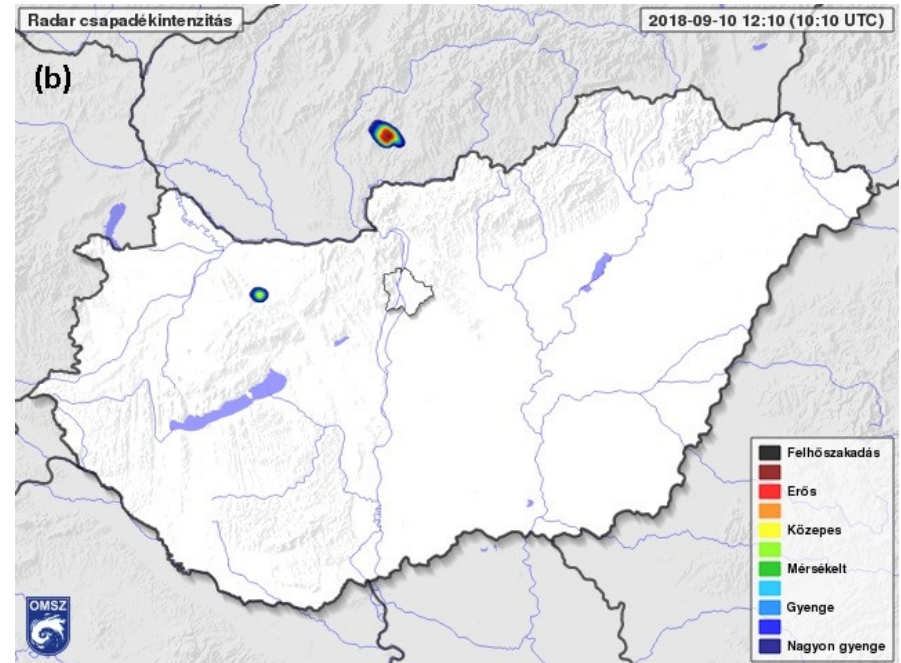 Radar csapadékintenzitás
2018-09-10 12:10 (10:10 UTC)
(b)
Felhőszakadás
Erős
Közepes
Mérsékelt
Gyenge
Nagyon gyenge
OMSZ